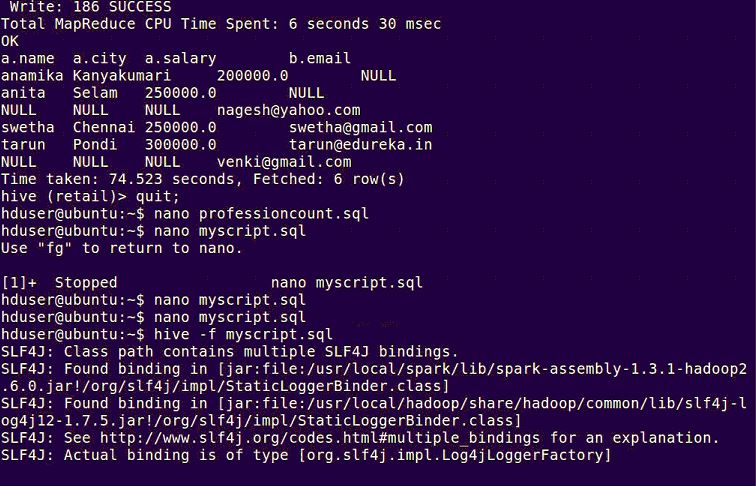 Write: 186 SUCCESS
Total MapReduce CPU Time Spent: 6 seconds 30 msec
OK
a.name  a.city  a.salary        b.email
anamika Kanyakumari     200000.0        NULL
anita   Selam   250000.0        NULL
NULL    NULL    NULL    nagesh@yahoo.com
swetha  Chennai 250000.0        swetha@gmail.com
tarun   Pondi   300000.0        tarun@edureka.in
NULL    NULL    NULL    venki@gmail.com
Time taken: 74.523 seconds, Fetched: 6 row(s)
hive (retail)> quit;
hduser@ubuntu:~$ nano professioncount.sql
hduser@ubuntu:~$ nano myscript.sql
Use "fg" to return to nano.
[1]+  Stopped                 nano myscript.sql
hduser@ubuntu:~$ nano myscript.sql
hduser@ubuntu:~$ nano myscript.sql
hduser@ubuntu:~$ hive -f myscript.sql
SLF4J: Class path contains multiple SLF4J bindings.
SLF4J: Found binding in [jar:file:/usr/local/spark/lib/spark-assembly-1.3.1-hadoop2
.6.0.jar!/org/slf4j/impl/StaticLoggerBinder.class]
SLF4J: Found binding in [jar:file:/usr/local/hadoop/share/hadoop/common/lib/slf4j-l
og4j12-1.7.5.jar!/org/slf4j/impl/StaticLoggerBinder.class]
SLF4J: See http://www.slf4j.org/codes.html#multiple_bindings for an explanation.
SLF4J: Actual binding is of type [org.slf4j.impl.Log4jLoggerFactory]